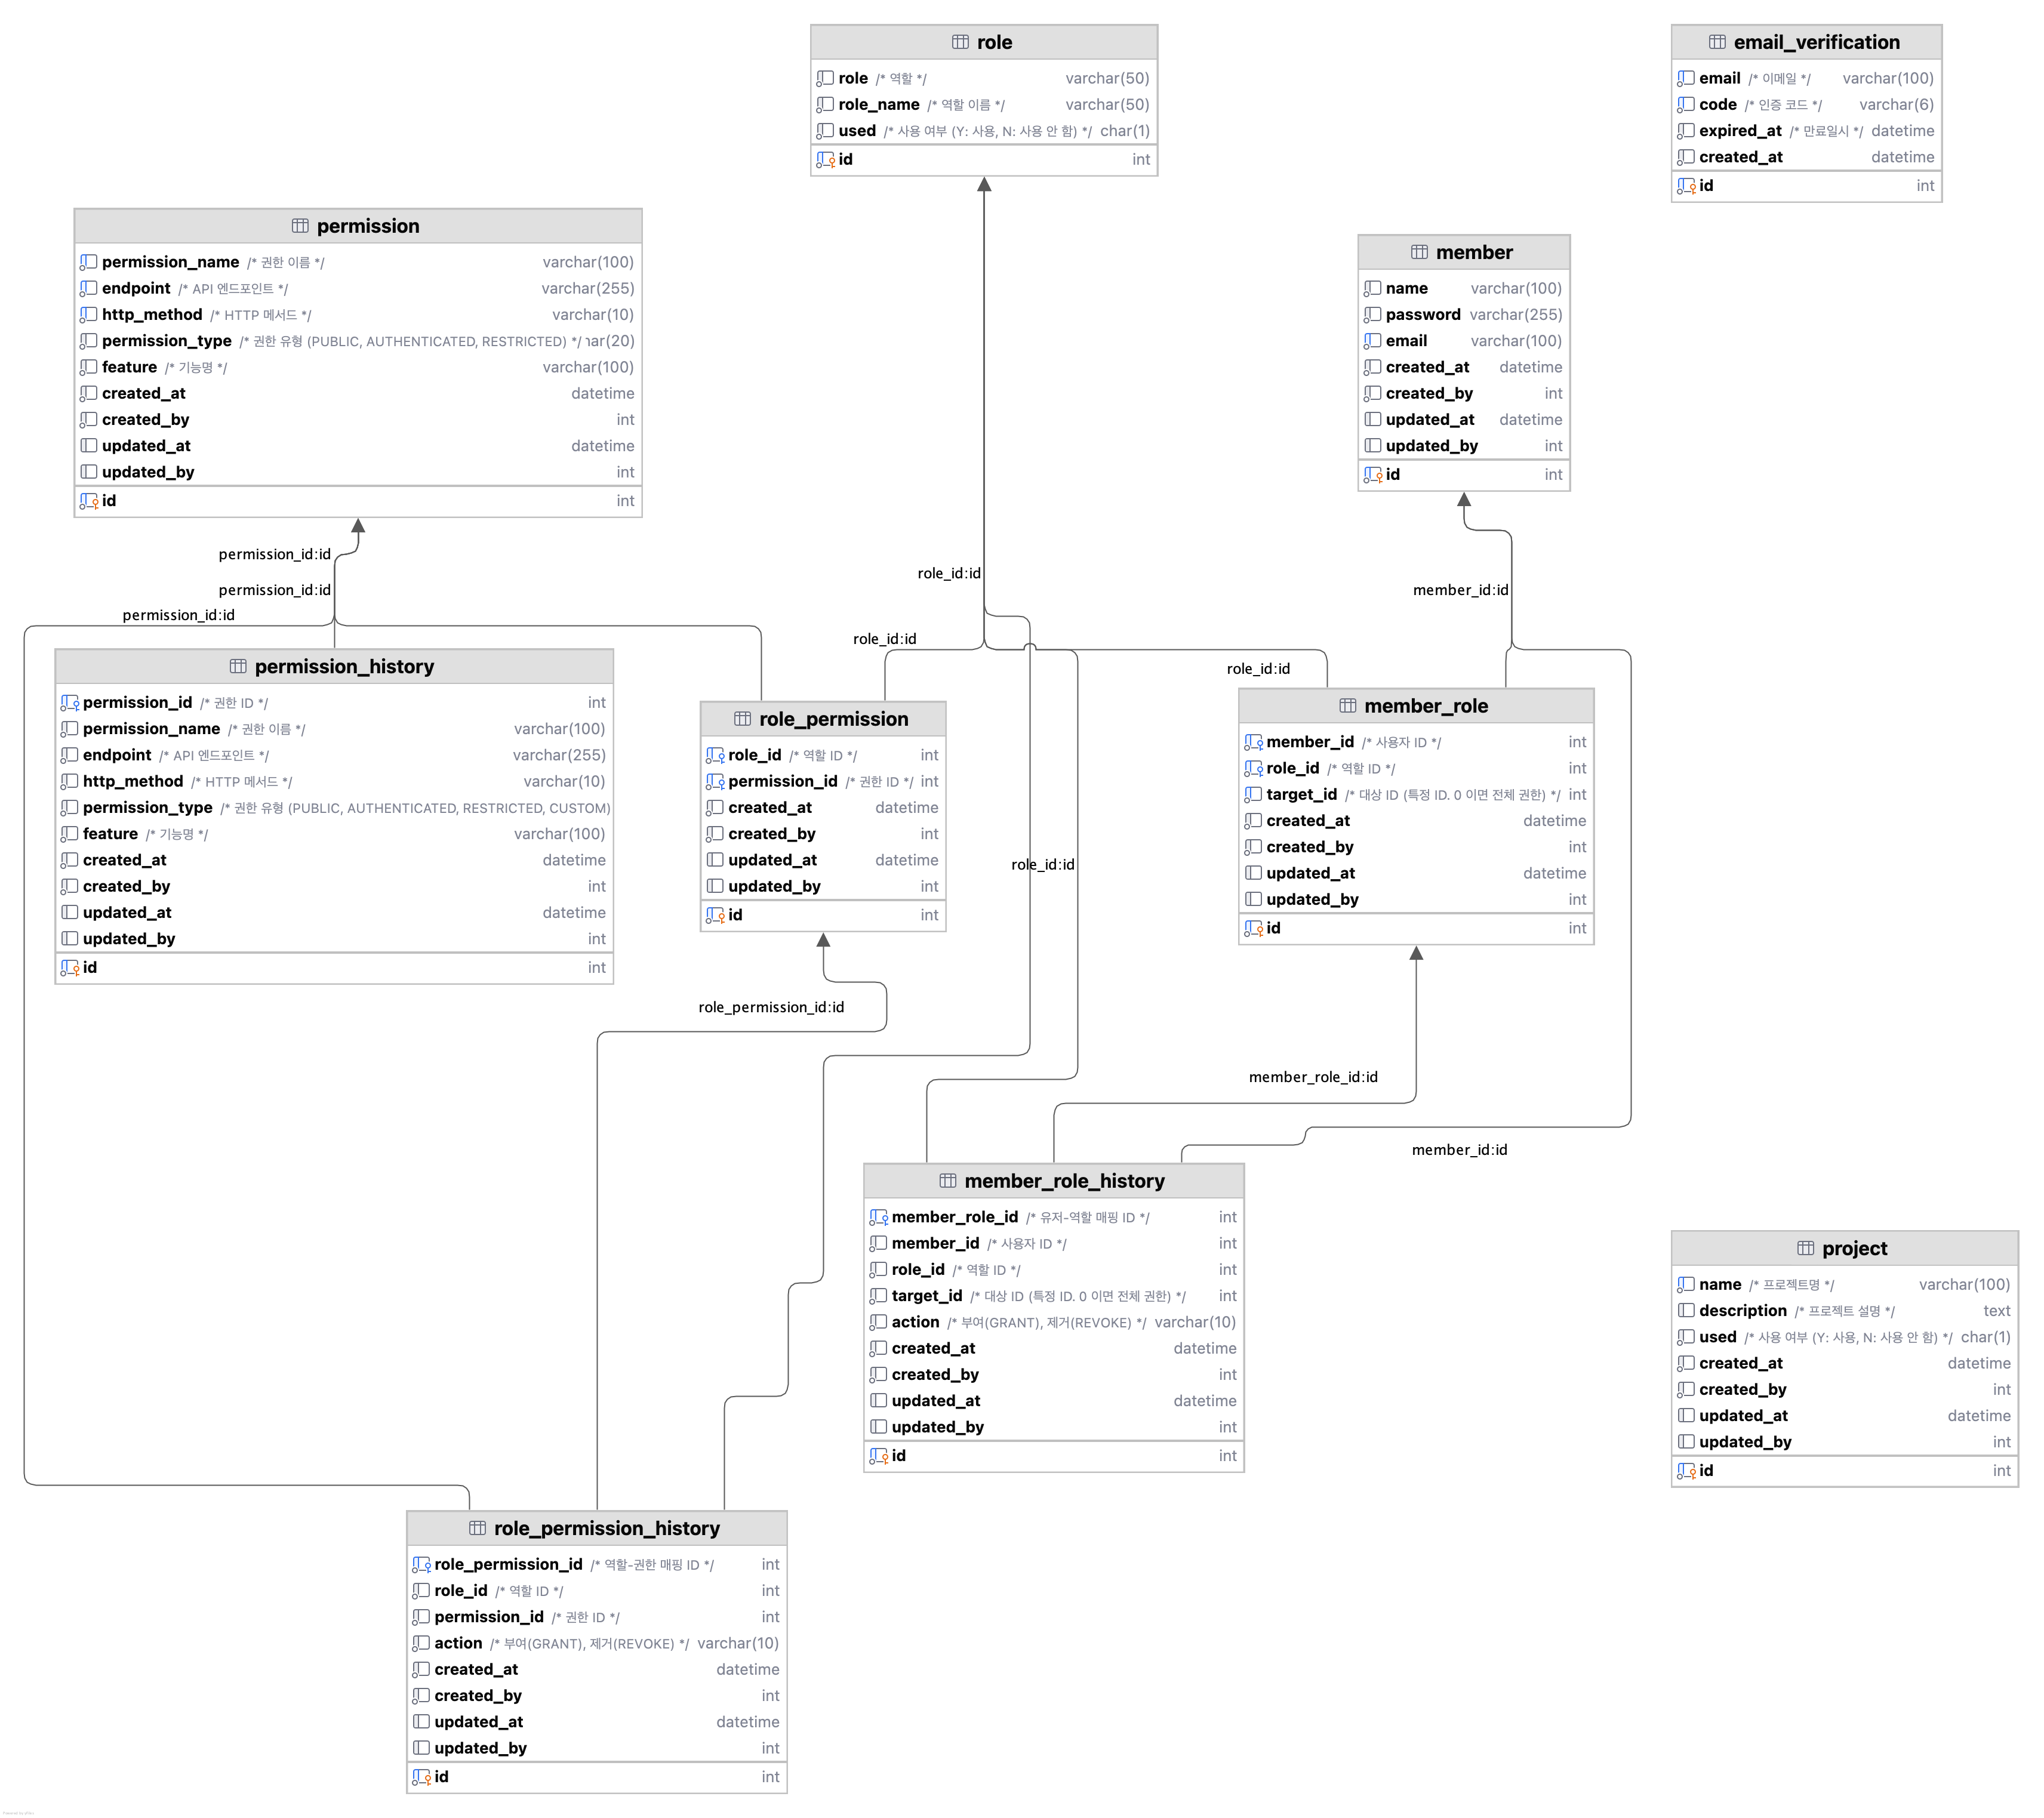 role
role /* 역할 */ varchar(50)
role_name /* 역할 이름 */ varchar(50)
used /* 사용 여부 (Y: 사용, N: 사용 안 함) */ char(1)
id int
email_verification
email /* 이메일 */ varchar(100)
code /* 인증 코드 */ varchar(6)
expired_at /* 만료일시 */ datetime
created_at datetime
id int
permission
permission_name /* 권한 이름 */ varchar(100)
endpoint /* API 엔드포인트 */ varchar(255)
http_method /* HTTP 메서드 */ varchar(10)
permission_type /* 권한 유형 (PUBLIC, AUTHENTICATED, RESTRICTED) */ ar(20)
feature /* 기능명 */ varchar(100)
created_at datetime
created_by int
updated_at datetime
updated_by int
id int
member
name varchar(100)
password varchar(255)
email varchar(100)
created_at datetime
created_by int
updated_at datetime
updated_by int
id int
permission_id:id
permission_id:id
permission_id:id
role_id:id
role_id:id
role_id:id
role_id:id
member_id:id
permission_history
permission_id /* 권한 ID */ int
permission_name /* 권한 이름 */ varchar(100)
endpoint /* API 엔드포인트 */ varchar(255)
http_method /* HTTP 메서드 */ varchar(10)
permission_type /* 권한 유형 (PUBLIC, AUTHENTICATED, RESTRICTED, CUSTOM)
feature /* 기능명 */ varchar(100)
created_at datetime
created_by int
updated_at datetime
updated_by int
id int
role_permission
role_id /* 역할 ID */ int
permission_id /* 권한 ID */ int
created_at datetime
created_by int
updated_at datetime
updated_by int
id int
member_role
member_id /* 사용자 ID */ int
role_id /* 역할 ID */ int
target_id /* 대상 ID (특정 ID. 0 이면 전체 권한) */ int
created_at datetime
created_by int
updated_at datetime
updated_by int
id int
role_permission_id:id
member_role_id:id
member_id:id
member_role_history
member_role_id /* 유저-역할 매핑 ID */ int
member_id /* 사용자 ID */ int
role_id /* 역할 ID */ int
target_id /* 대상 ID (특정 ID. 0 이면 전체 권한) */ int
action /* 부여(GRANT), 제거(REVOKE) */ varchar(10)
created_at datetime
created_by int
updated_at datetime
updated_by int
id int
project
name /* 프로젝트명 */ varchar(100)
description /* 프로젝트 설명 */ text
used /* 사용 여부 (Y: 사용, N: 사용 안 함) */ char(1)
created_at datetime
created_by int
updated_at datetime
updated_by int
id int
role_permission_history
role_permission_id /* 역할-권한 매핑 ID */ int
role_id /* 역할 ID */ int
permission_id /* 권한 ID */ int
action /* 부여(GRANT), 제거(REVOKE) */ varchar(10)
created_at datetime
created_by int
updated_at datetime
updated_by int
id int